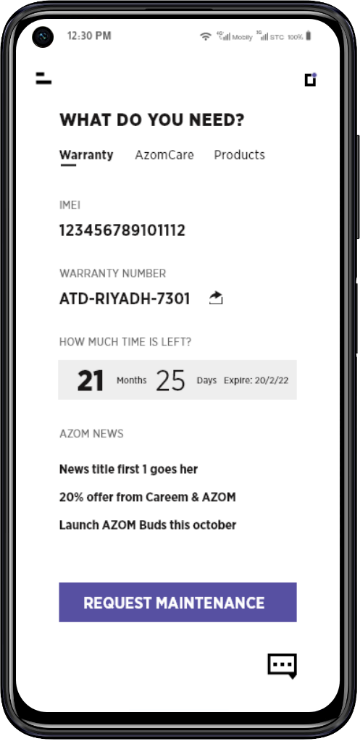 12:30 PM
Mobily STC 100%
WHAT DO YOU NEED?
Warranty AzomCare Products
IMEI
123456789101112
WARRANTY NUMBER
ATD-RIYADH-7301
HOW MUCH TIME IS LEFT?
21 Months 25 Days Expire: 20/2/22
AZOM NEWS
News title first 1 goes her
20% offer from Careem & AZOM
Launch AZOM Buds this october
REQUEST MAINTENANCE